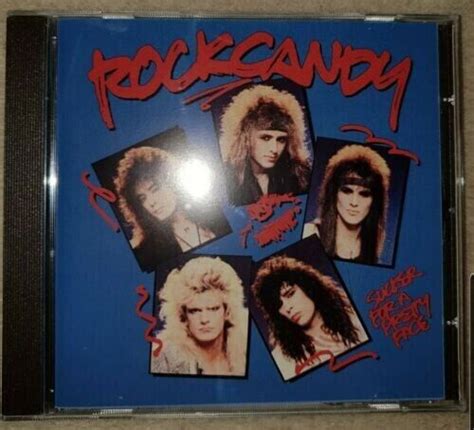 ROCKCANDY
SUCKER
FOR A
PRETTY
FACE